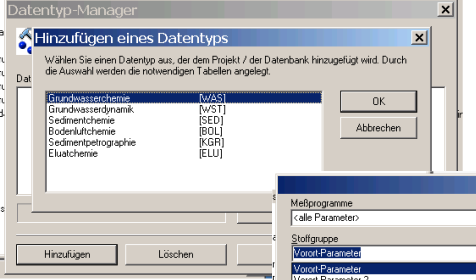 Datentyp-Manager
Hinzufügen eines Datentyps
Wählen Sie einen Datentyp aus, der dem Projekt / der Datenbank hinzugefügt wird. Durch
die Auswahl werden die notwendigen Tabellen angelegt.
Dat
Grundwasserchemie [WAS]
Grundwasserdynamik [WST]
Sedimentchemie [SED]
Bodenluftchemie [BOL]
Sedimentpetrographie [KGR]
Eluatchemie [ELU]
OK
Abbrechen
Meßprogramme
<alle Parameter>
Stoffgruppe
Vorort-Parameter
Vorort-Parameter
Vorort-Parameter 2
Hinzufügen
Löschen